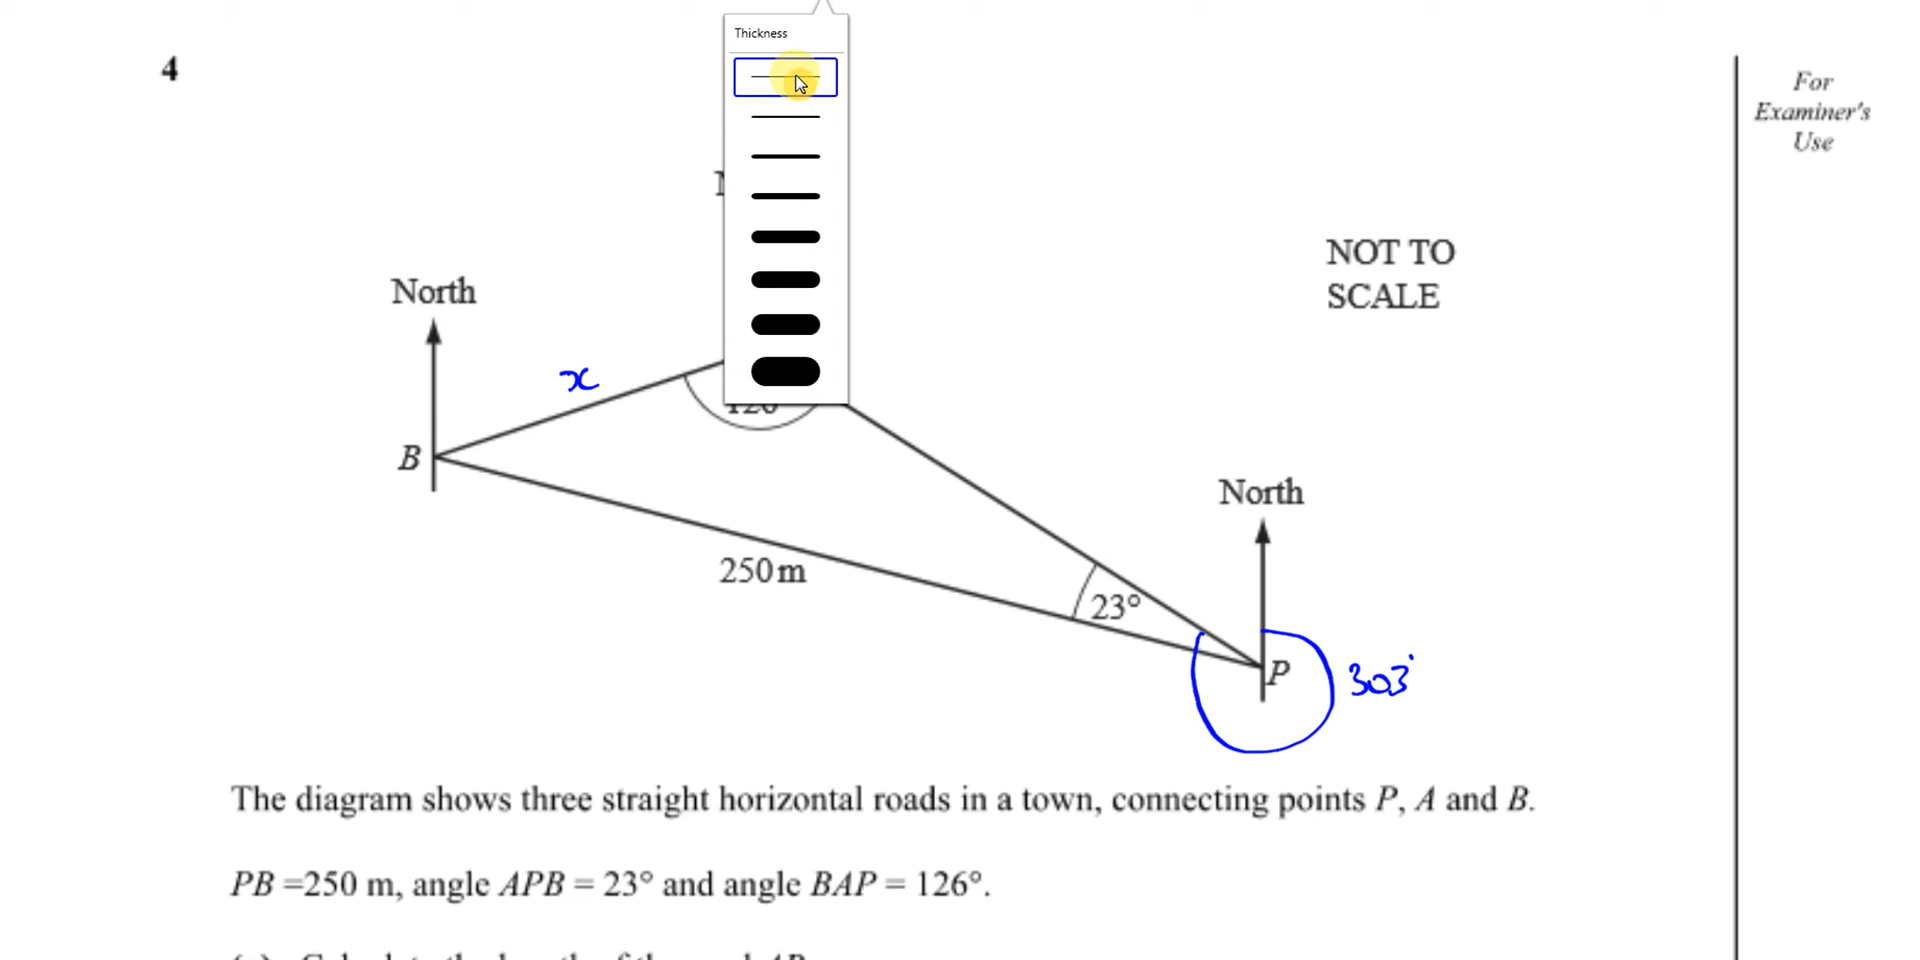 Thickness
4
For
Examiner's
Use
NOT TO
SCALE
North
x
B
North
250 m
23°
P
303°
The diagram shows three straight horizontal roads in a town, connecting points P, A and B.
PB =250 m, angle APB = 23° and angle BAP = 126°.